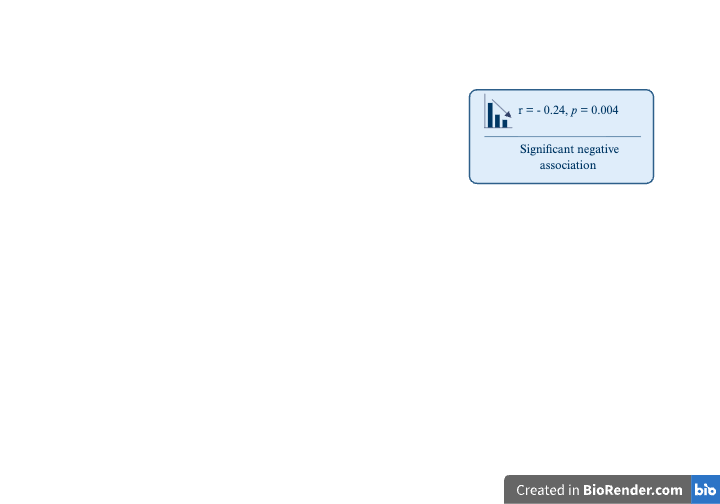 r = - 0.24, p = 0.004
Significant negative
association
Created in BioRender.com bio